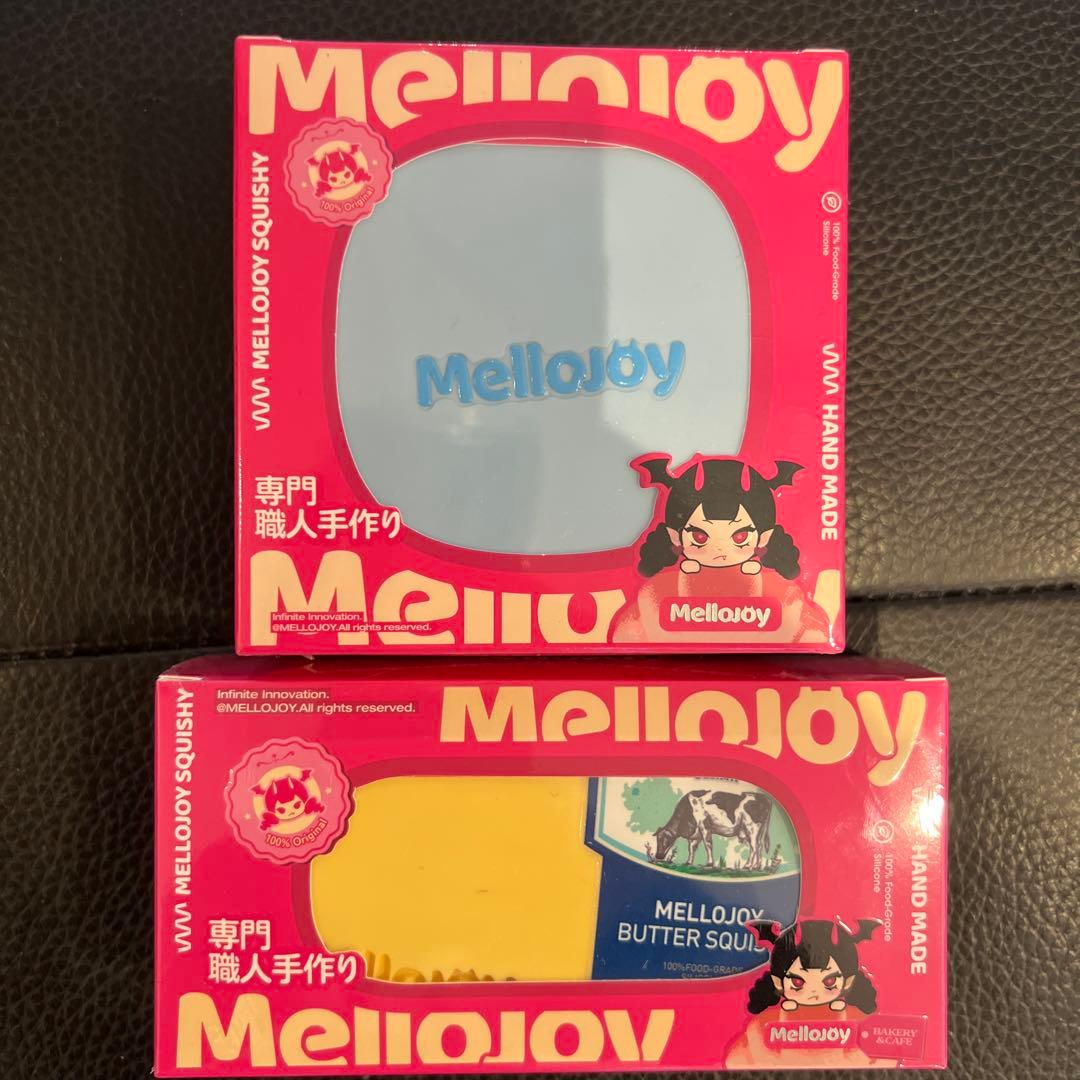 Mellojoy
100% Original
MELLOJOY SQUISHY
100% Food-Grade
Silicone
Mellojoy
HAND MADE
専門
職人手作り
Mellojoy
Infinite Innovation.
@MELLOJOY.All rights reserved.
Mellojoy
Infinite Innovation.
@MELLOJOY.All rights reserved.
Mellojoy
MELLOJOY SQUISHY
100% Original
100% Food-Grade
Silicone
HAND MADE
MELLOJOY
BUTTER SQUIS
100%FOOD-GRADE
専門
職人手作り
Mellojoy
Mellojoy
BAKERY
&CAFE